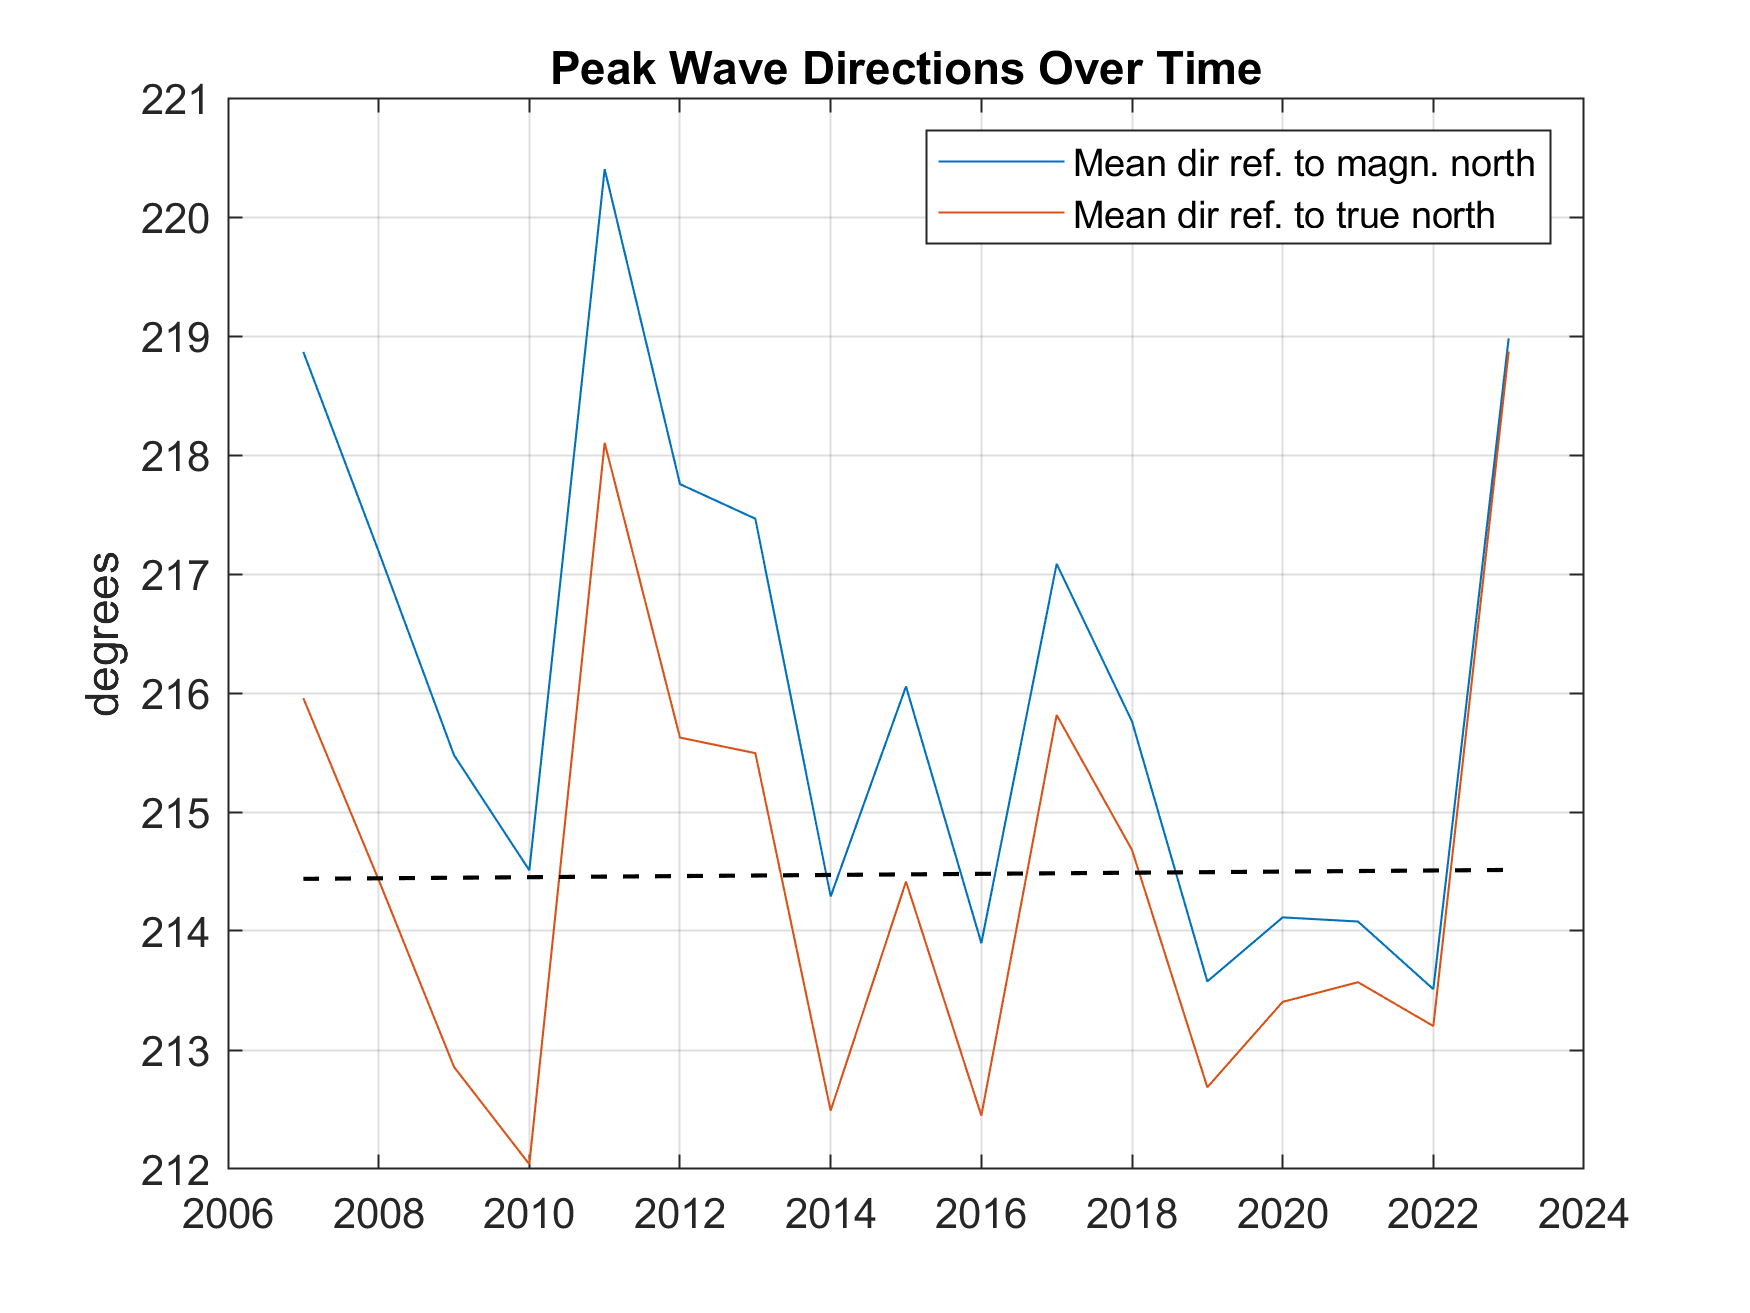 Peak Wave Directions Over Time
221
220
219
218
217
216
215
214
213
212
degrees
Mean dir ref. to magn. north
Mean dir ref. to true north
2006 2008 2010 2012 2014 2016 2018 2020 2022 2024